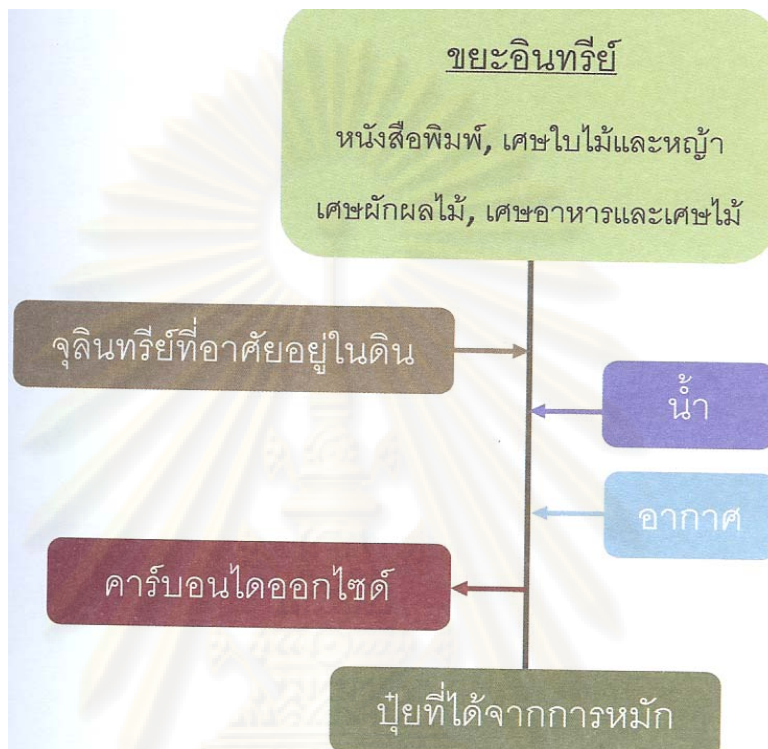 ขยะอินทรีย์
หนังสือพิมพ์, เศษใบไม้และหญ้า
เศษผักผลไม้, เศษอาหารและเศษไม้
จุลินทรีย์ที่อาศัยอยู่ในดิน
น้ำ
อากาศ
คาร์บอนไดออกไซด์
ปุ๋ยที่ได้จากการหมัก